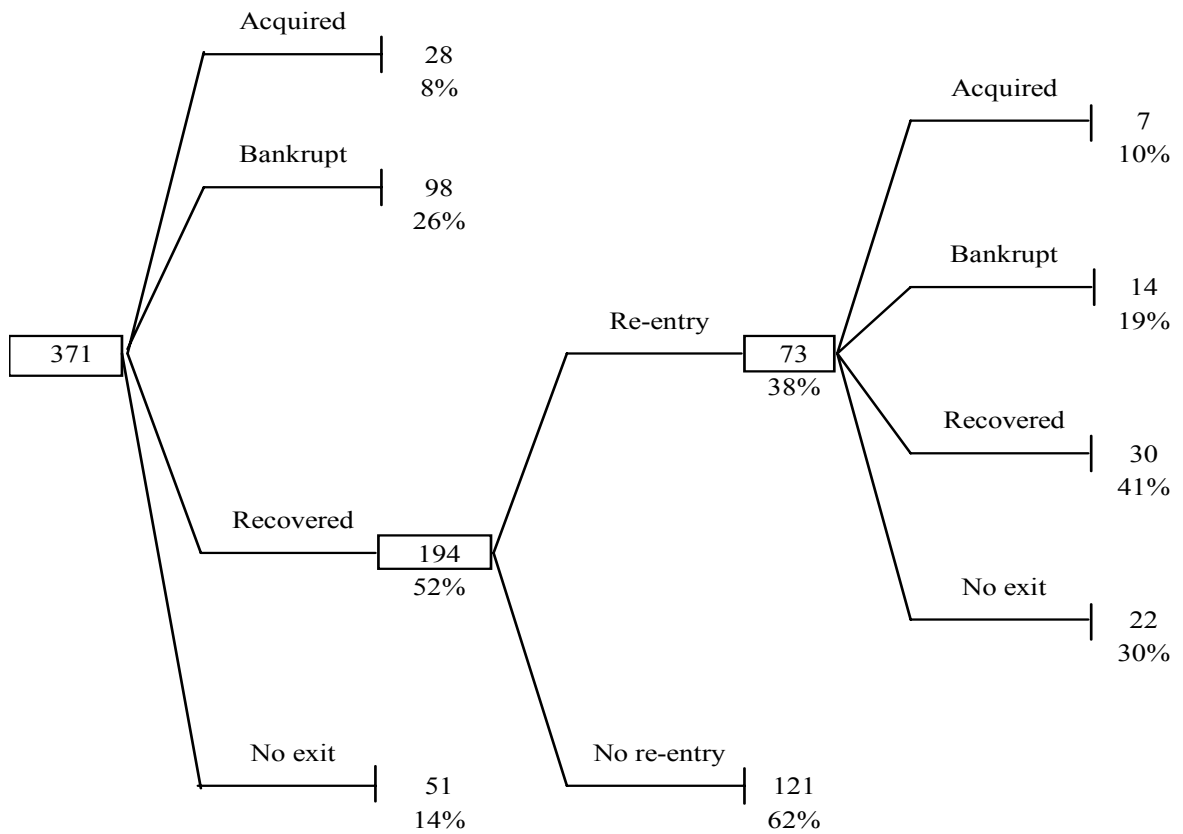 371
Acquired
28
8%
Bankrupt
98
26%
Recovered
194
52%
No exit
51
14%
Re-entry
73
38%
No re-entry
121
62%
Acquired
7
10%
Bankrupt
14
19%
Recovered
30
41%
No exit
22
30%